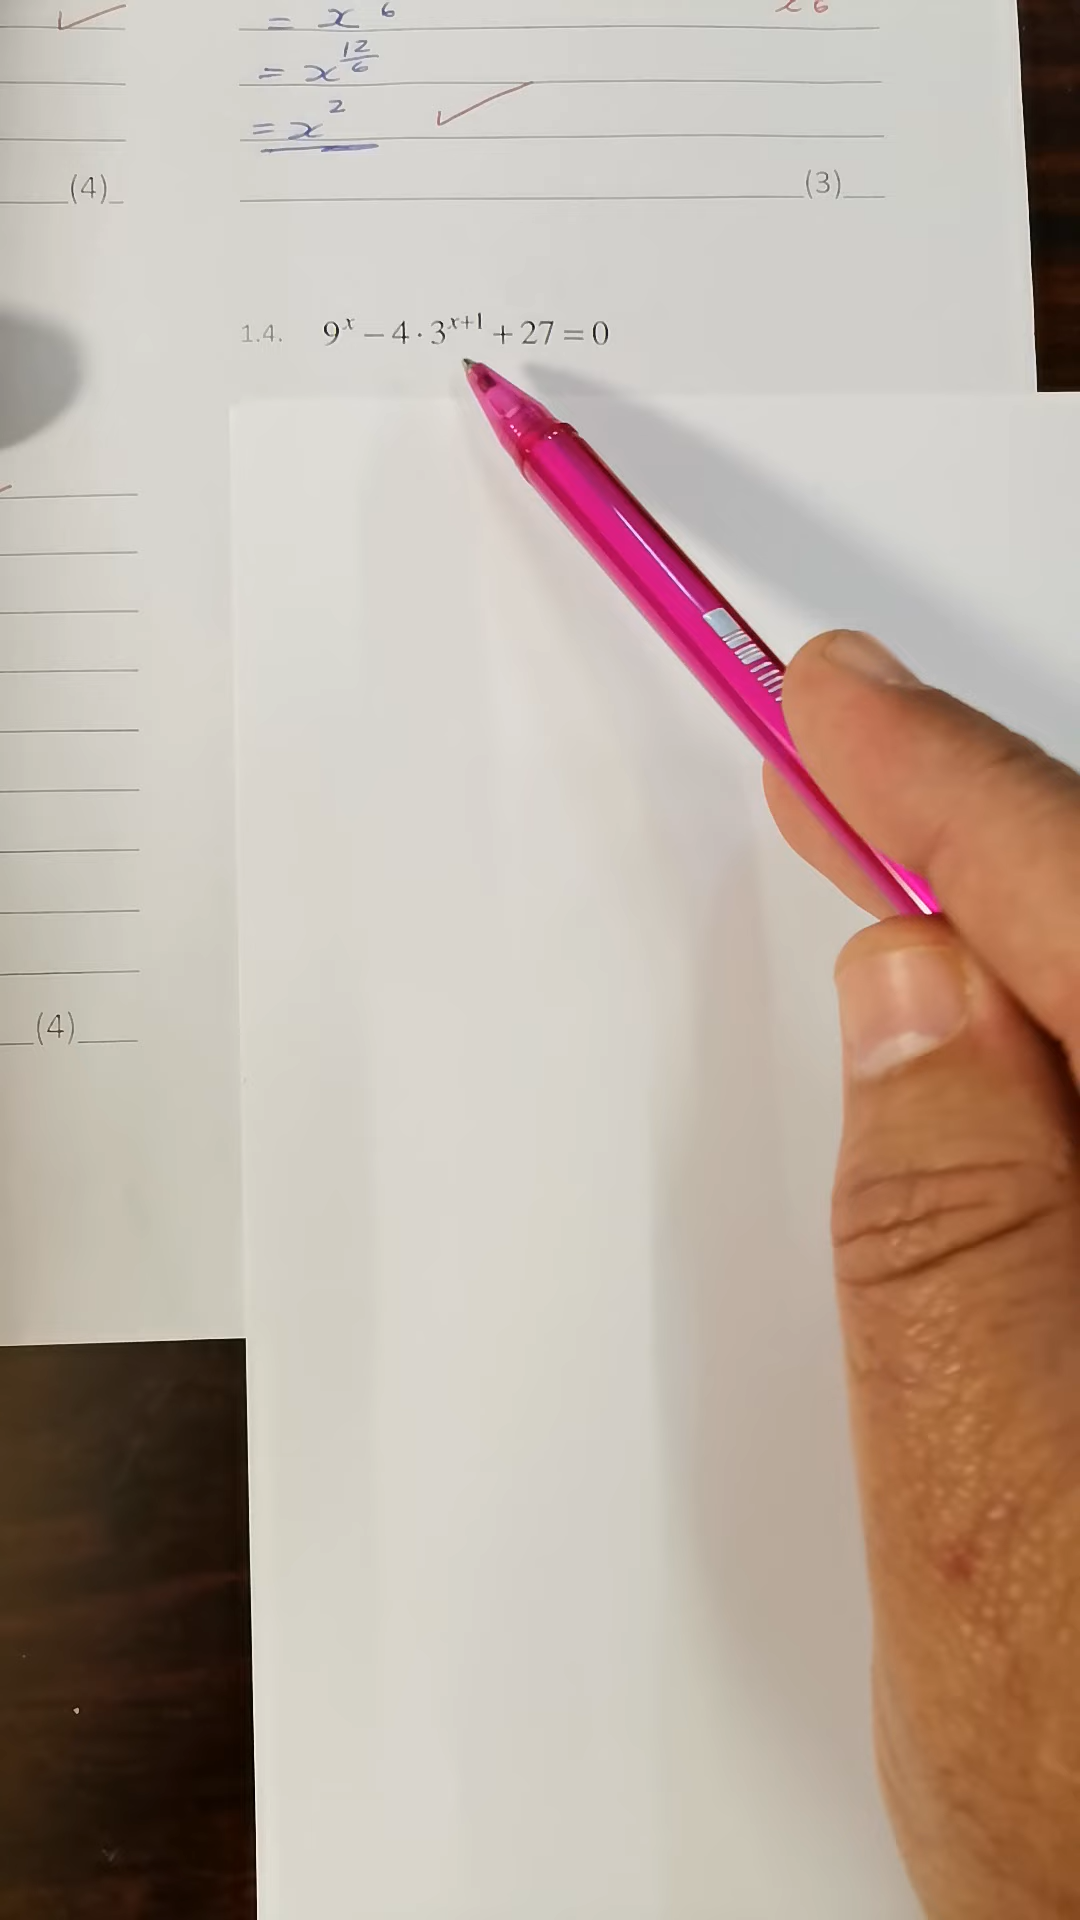 = x 6
= x^{12/6}
= x^2
(4)
(3)
1.4. 9^x − 4 · 3^{x+1} + 27 = 0
(4)